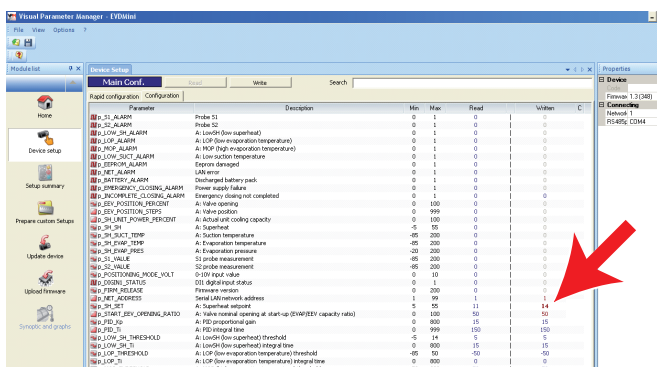 Visual Parameter Manager - EVDMini
File View Options ?
Module list
Home
Device setup
Setup summary
Prepare custom Setups
Update device
Upload firmware
Synoptic and graphs
Device Setup
Main Conf. Read Write Search
Rapid configuration Configuration
Parameter Description Min Max Read Written C
p_S1_ALARM Probe S1 0 1 0 0
p_S2_ALARM Probe S2 0 1 0 0
p_LOW_SH_ALARM A: LowSH (low superheat) 0 1 0 0
p_LOP_ALARM A: LOP (low evaporation temperature) 0 1 0 0
p_MOP_ALARM A: MOP (high evaporation temperature) 0 1 0 0
p_LOW_SUCT_ALARM A: Low suction temperature 0 1 0 0
p_EEPROM_ALARM Eeprom damaged 0 1 0 0
p_NET_ALARM LAN error 0 1 0 0
p_BATTERY_ALARM Discharged battery pack 0 1 0 0
p_EMERGENCY_CLOSING_ALARM Power supply failure 0 1 0 0
p_INCOMPLETE_CLOSING_ALARM Emergency closing not completed 0 1 0 0
p_EEV_POSITION_PERCENT A: Valve opening 0 100 0 0
p_EEV_POSITION_STEPS A: Valve position 0 999 0 0
p_SH_UNIT_POWER_PERCENT A: Actual unit cooling capacity 0 100 0 0
p_SH_SH A: Superheat -5 55 0 0
p_SH_SUCT_TEMP A: Suction temperature -85 200 0 0
p_SH_EVAP_TEMP A: Evaporation temperature -85 200 0 0
p_SH_EVAP_PRES A: Evaporation pressure -20 200 0 0
p_S1_VALUE S1 probe measurement -85 200 0 0
p_S2_VALUE S2 probe measurement -85 200 0 0
p_POSITIONING_MODE_VOLT 0-10V input value 0 10 0 0
p_DIGIN1_STATUS DI1 digital input status 0 1 0 0
p_FIRM_RELEASE Firmware version 0 200 0 0
p_NET_ADDRESS Serial LAN network address 1 99 1 1
p_SH_SET A: Superheat setpoint 5 55 11 14
p_START_EEV_OPENING_RATIO A: Valve nominal opening at start-up (EVAP/EEV capacity ratio) 0 100 50 50
p_PID_Kp A: PID proportional gain 0 800 15 15
p_PID_Ti A: PID integral time 0 999 150 150
p_LOW_SH_THRESHOLD A: LowSH (low superheat) threshold -5 14 5 5
p_LOW_SH_Ti A: LowSH (low superheat) integral time 0 800 15 15
p_LOP_THRESHOLD A: LOP (low evaporation temperature) threshold -85 50 -50 -50
p_LOP_Ti A: LOP (low evaporation temperature) integral time 0 800 0 0
Properties
Device
Code
Firmwar 1.3 (348)
Connecting
Network 1
RS485p COM4